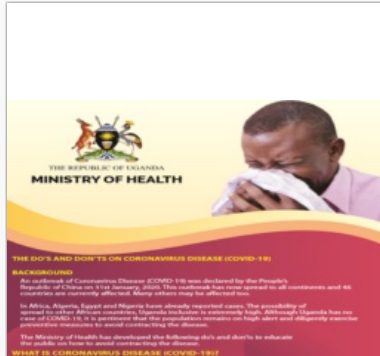 THE REPUBLIC OF UGANDA
MINISTRY OF HEALTH
THE DO'S AND DON'TS ON CORONAVIRUS DISEASE (COVID-19)
BACKGROUND
An outbreak of Coronavirus Disease (COVID-19) was declared by the People's
Republic of China on 31st January, 2020. This outbreak has now spread to all continents and 46
countries are currently affected. Many others may be affected too.
In Africa, Algeria, Egypt and Nigeria have already reported cases. The possibility of
spread to other African countries, Uganda inclusive is extremely high. Although Uganda has no
case of COVID-19, it is pertinent that the population remains on high alert and diligently exercise
preventive measures to avoid contracting the disease.
The Ministry of Health has developed the following do's and don'ts to educate
the public on how to avoid contracting the disease.
WHAT IS CORONAVIRUS DISEASE (COVID-19)?